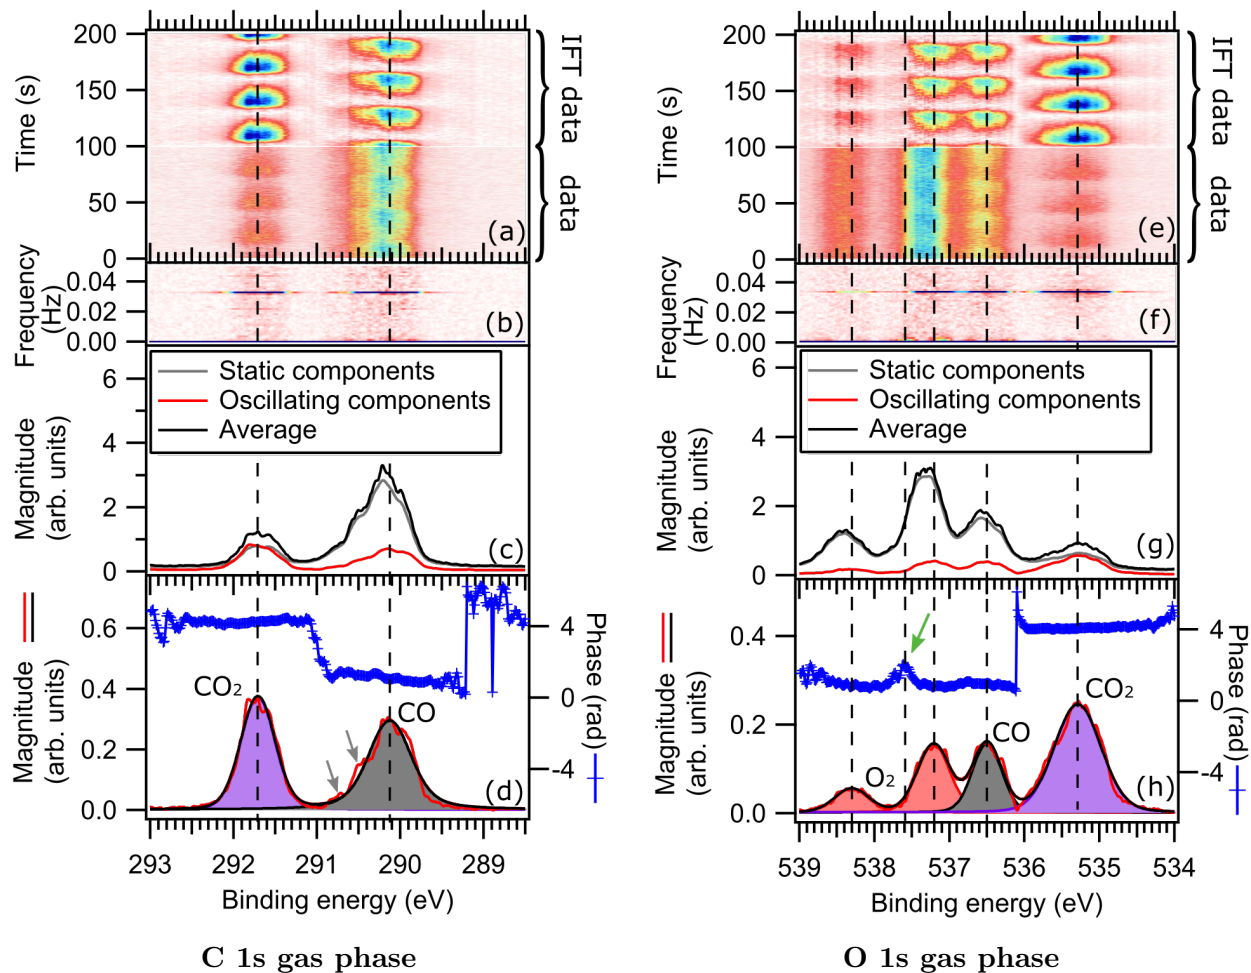 200
150
100
50
0
Time (s)
IFT data
data
(a)
0.04
0.02
0.00
Frequency
(Hz)
(b)
6
4
2
0
Magnitude
(arb. units)
Static components
Oscillating components
Average
(c)
0.6
0.4
0.2
0.0
Magnitude
(arb. units)
CO2
CO
(d)
4
0
-4
Phase (rad)
293
292
291
290
289
Binding energy (eV)
C 1s gas phase
200
150
100
50
0
Time (s)
IFT data
data
(e)
0.04
0.02
0.00
Frequency
(Hz)
(f)
6
4
2
0
Magnitude
(arb. units)
Static components
Oscillating components
Average
(g)
0.4
0.2
0.0
Magnitude
(arb. units)
O2
CO
CO2
(h)
4
0
-4
Phase (rad)
539
538
537
536
535
534
Binding energy (eV)
O 1s gas phase